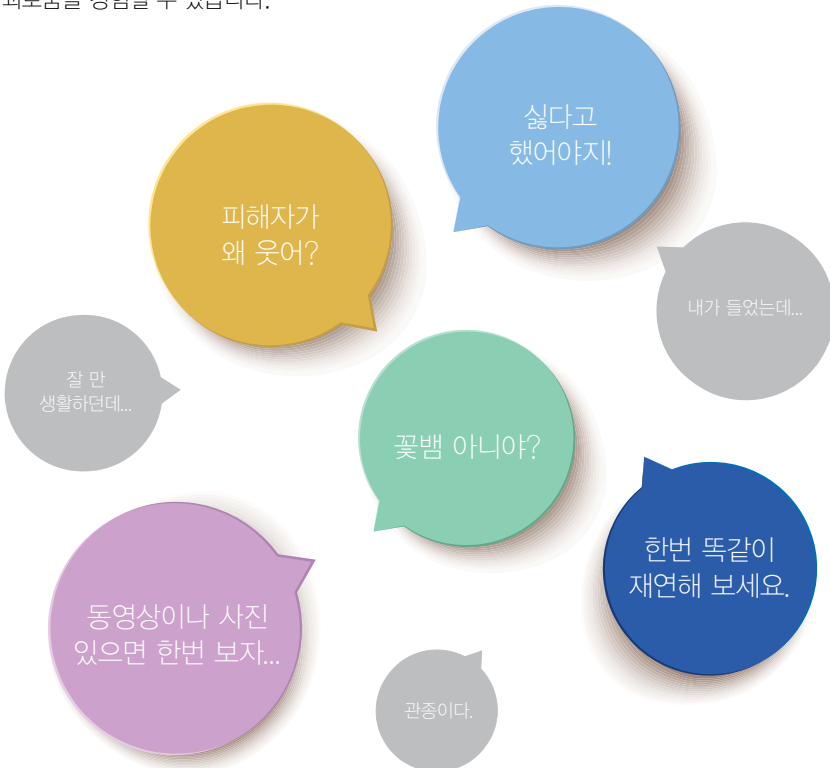 싫다고
했어야지!
피해자가
왜 웃어?
내가 들었는데...
잘 만
생활하던데...
꽃뱀 아니야?
한번 똑같이
재연해 보세요.
동영상이나 사진
있으면 한번 보자...
관종이다.